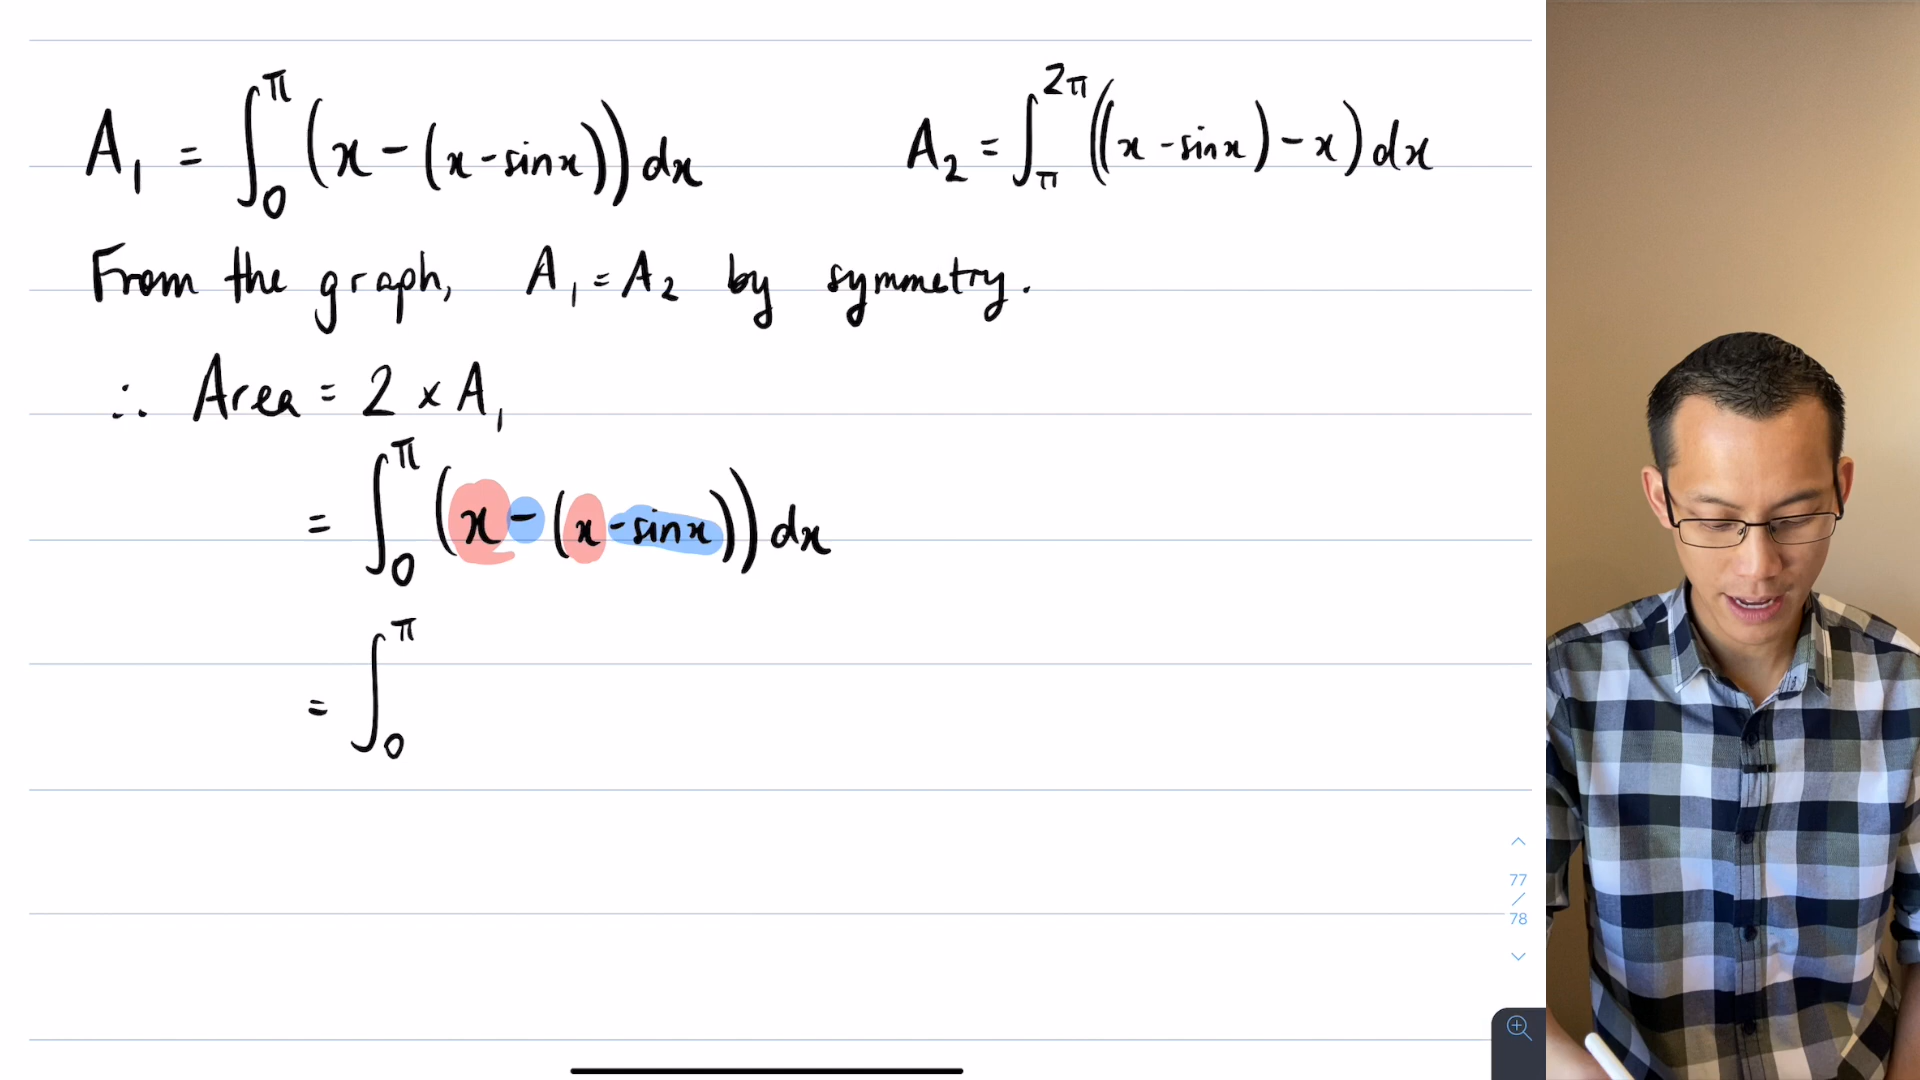 A₁ = ∫₀^π (x − (x − sin x)) dx
A₂ = ∫_π^2π ((x − sin x) − x) dx
From the graph, A₁ = A₂ by symmetry.
∴ Area = 2 × A₁
= ∫₀^π (x − (x − sin x)) dx
= ∫₀^π
77
/
78